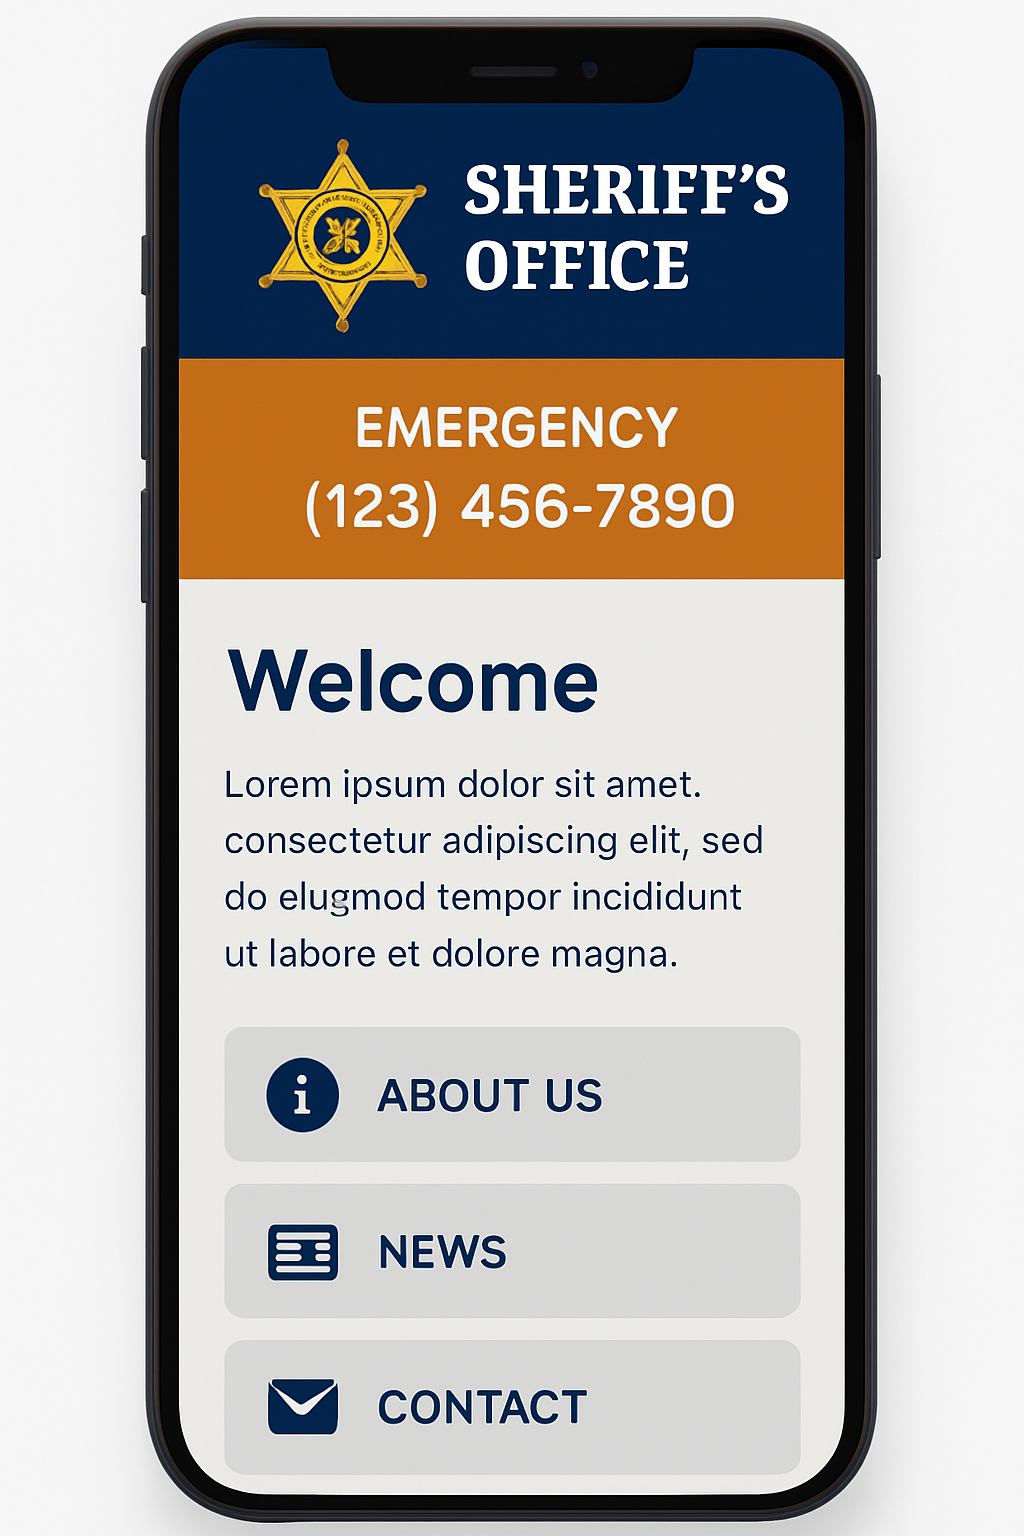 SHERIFF’S
OFFICE
EMERGENCY
(123) 456-7890
Welcome
Lorem ipsum dolor sit amet.
consectetur adipiscing elit, sed
do elugmod tempor incididunt
ut labore et dolore magna.
i
ABOUT US
NEWS
CONTACT